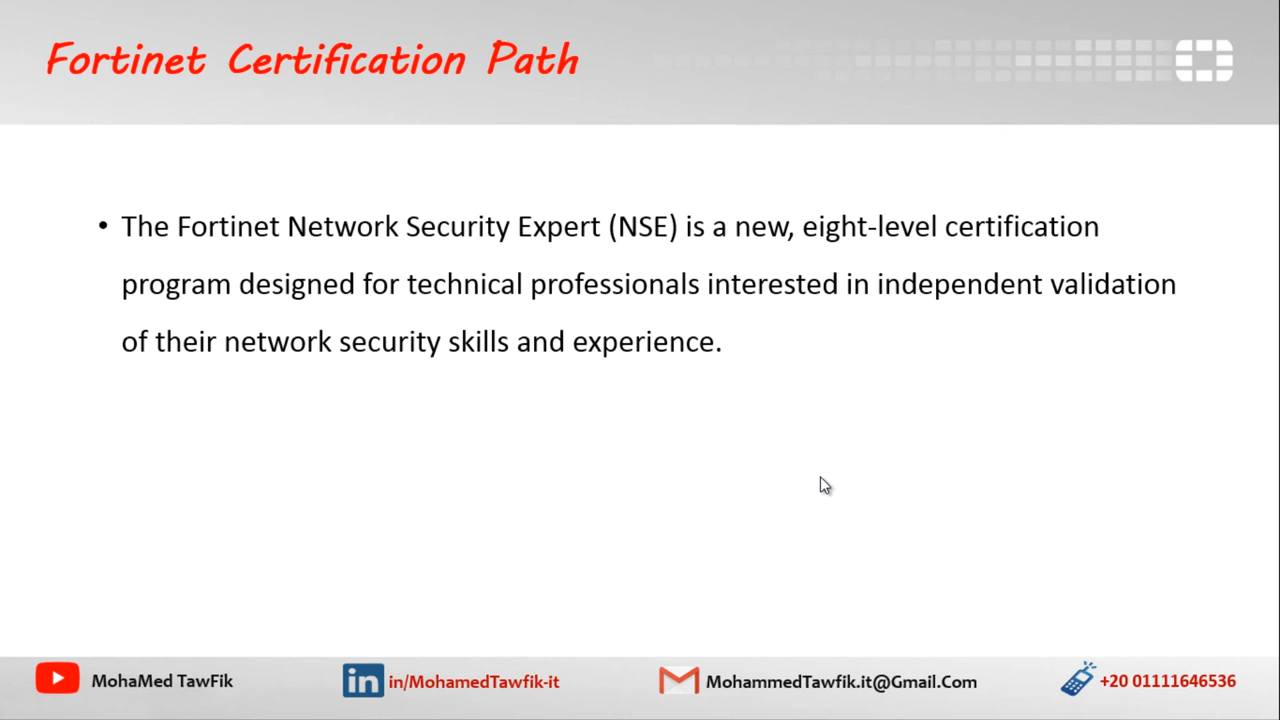 Fortinet Certification Path
• The Fortinet Network Security Expert (NSE) is a new, eight-level certification
program designed for technical professionals interested in independent validation
of their network security skills and experience.
MohaMed TawFik
in in/MohamedTawfik-it
MohammedTawfik.it@Gmail.Com
+20 01111646536